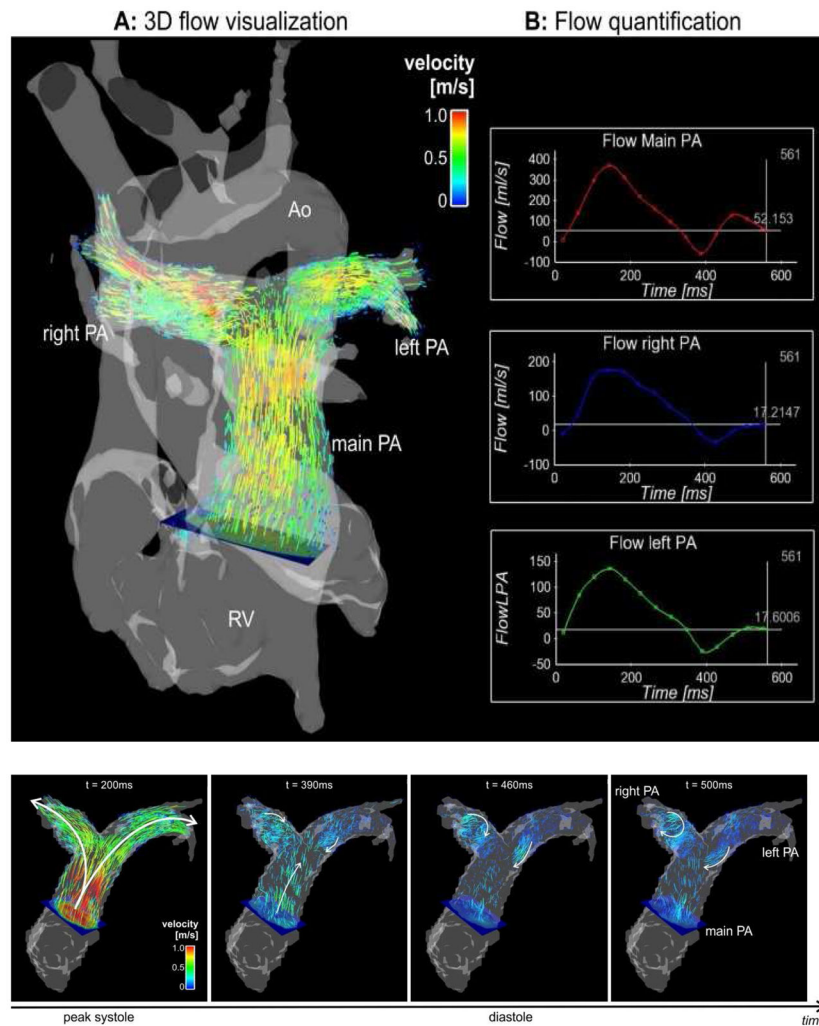 A: 3D flow visualization
B: Flow quantification
velocity
[m/s]
1.0
0.5
0
Ao
right PA
left PA
main PA
RV
Flow Main PA
Flow [ml/s]
400
300
200
100
0
-100
561
52.153
0
200
400
600
Time [ms]
Flow right PA
Flow [ml/s]
200
100
0
-100
561
17.2147
0
200
400
600
Time [ms]
Flow left PA
FlowLPA
150
100
50
0
-50
561
17.6006
0
200
400
600
Time [ms]
t = 200ms
velocity
[m/s]
1.0
0.5
0
t = 390ms
t = 460ms
t = 500ms
right PA
left PA
main PA
peak systole
diastole